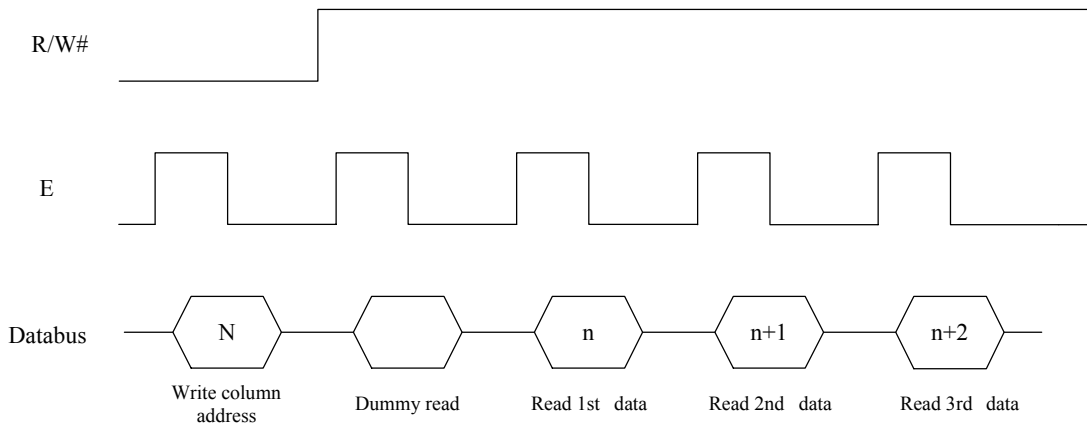 R/W#
E
Databus
N
n
n+1
n+2
Write column
address
Dummy read
Read 1st data
Read 2nd data
Read 3rd data